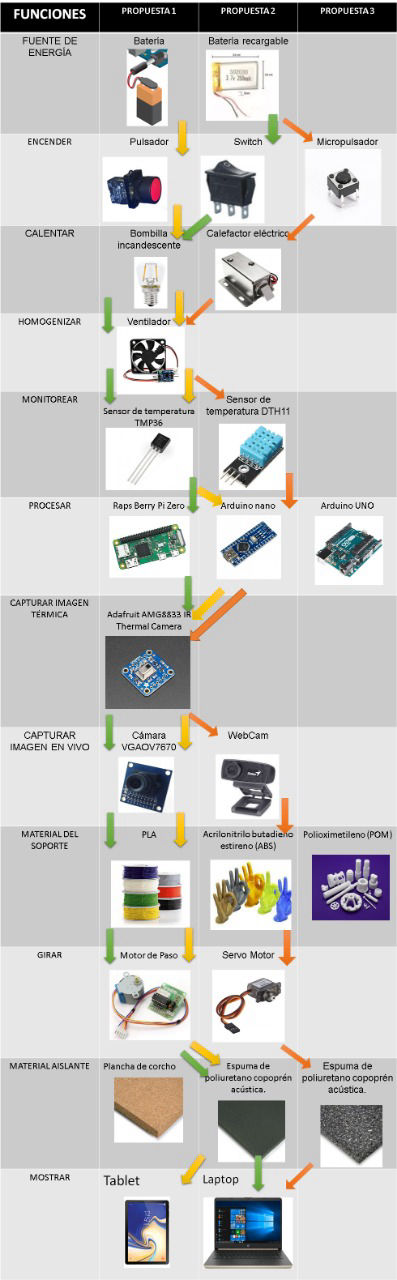 FUNCIONES PROPUESTA 1 PROPUESTA 2 PROPUESTA 3
FUENTE DE ENERGÍA
Batería
Batería recargable
3.7v 250mAh
ENCENDER
Pulsador
Switch
Micropulsador
CALENTAR
Bombilla
incandescente
Calefactor eléctrico
HOMOGENIZAR
Ventilador
MONITOREAR
Sensor de temperatura
TMP36
Sensor de
temperatura DTH11
PROCESAR
Raps Berry Pi Zero
Arduino nano
Arduino UNO
CAPTURAR IMAGEN
TÉRMICA
Adafruit AMG8833 IR
Thermal Camera
CAPTURAR
IMAGEN EN VIVO
Cámara
VGAOV7670
WebCam
MATERIAL DEL
SOPORTE
PLA
Acrilonitrilo butadieno
estireno (ABS)
Polioximetileno (POM)
GIRAR
Motor de Paso
Servo Motor
MATERIAL AISLANTE
Plancha de corcho
Espuma de
poliuretano copoprén
acústica.
Espuma de
poliuretano copoprén
acústica.
MOSTRAR
Tablet
Laptop